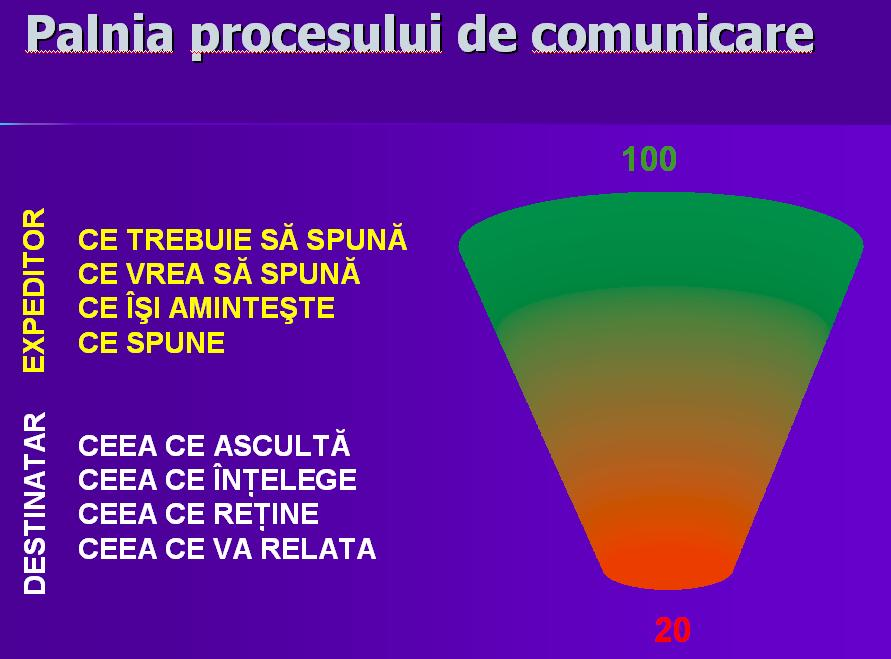 Palnia procesului de comunicare
100
EXPEDITOR
CE TREBUIE SĂ SPUNĂ
CE VREA SĂ SPUNĂ
CE ÎŞI AMINTEŞTE
CE SPUNE
DESTINATAR
CEEA CE ASCULTĂ
CEEA CE ÎNȚELEGE
CEEA CE REȚINE
CEEA CE VA RELATA
20